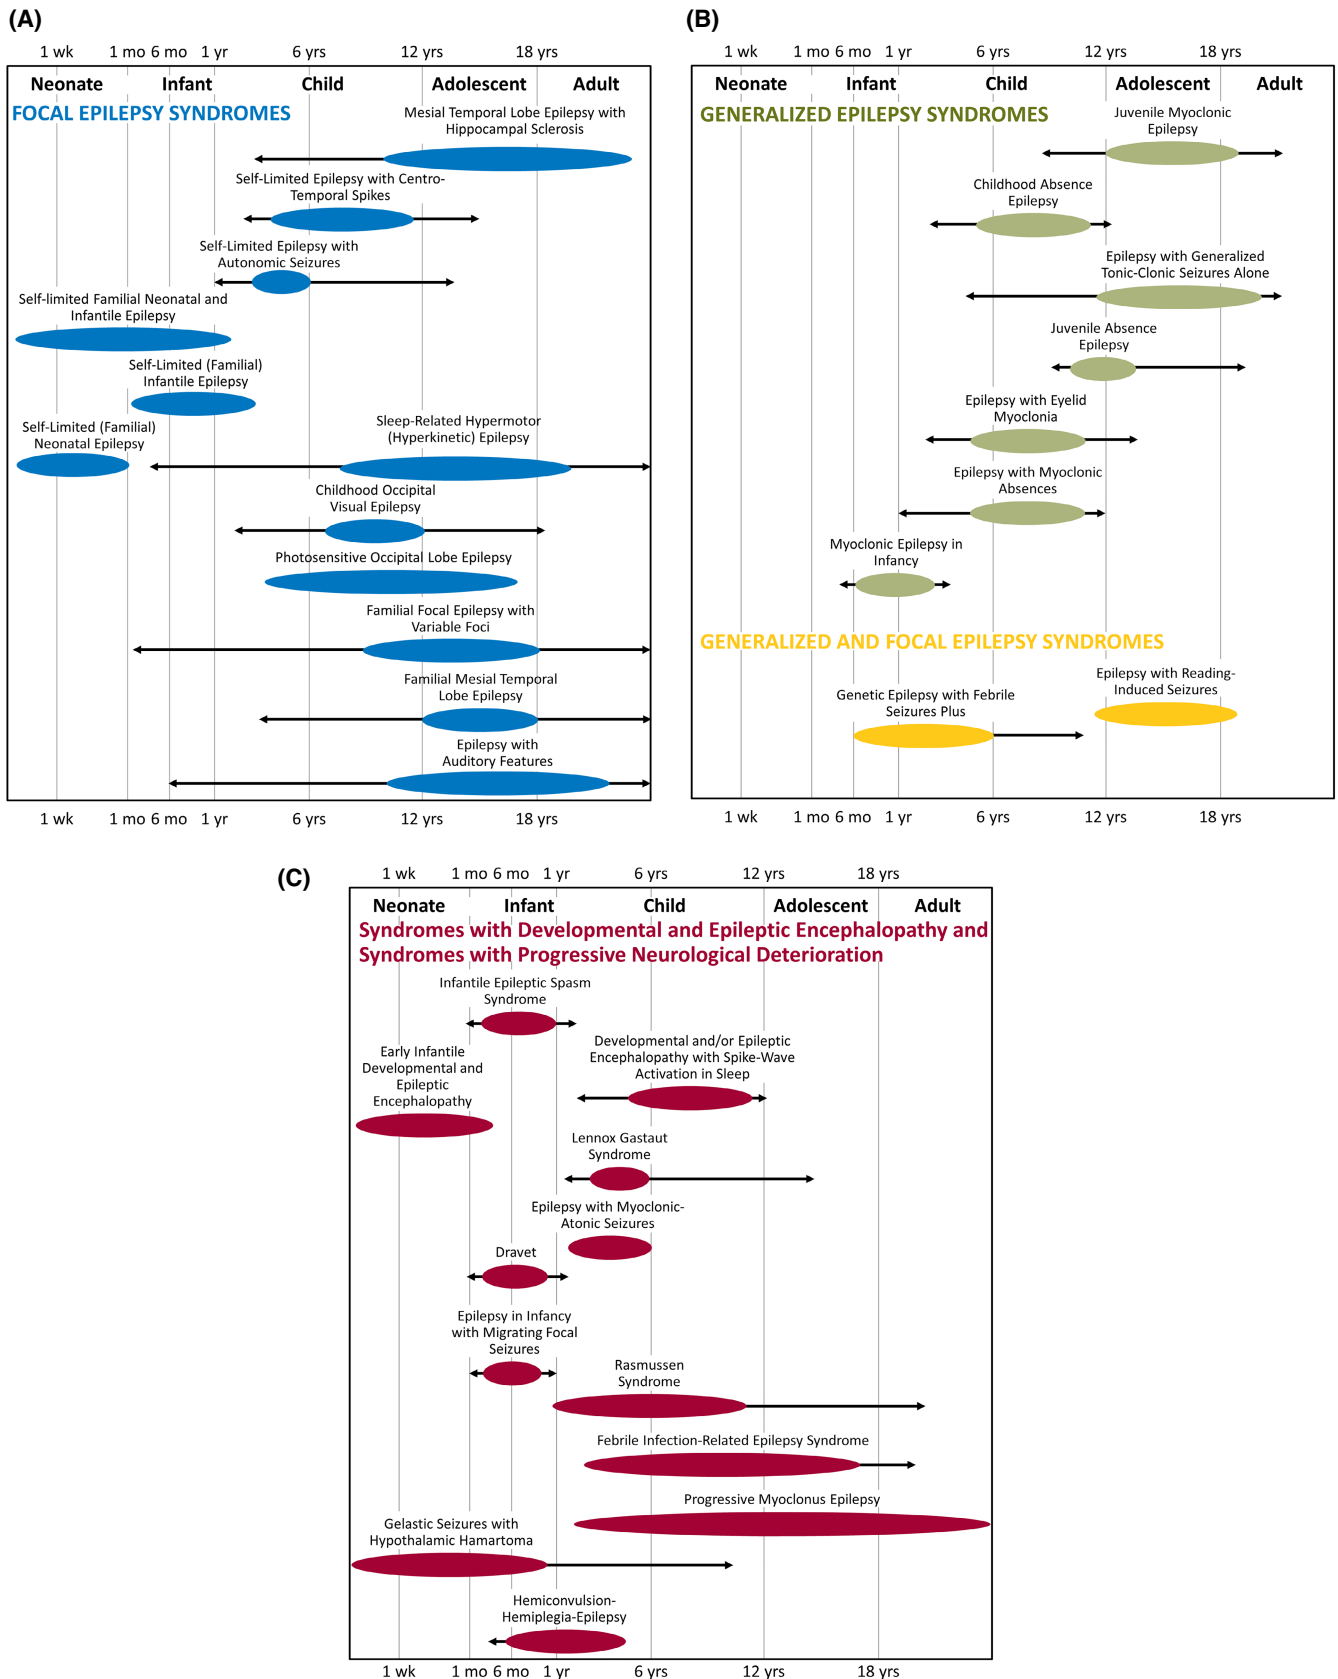 (A)
1 wk 1 mo 6 mo 1 yr 6 yrs 12 yrs 18 yrs
Neonate Infant Child Adolescent Adult
FOCAL EPILEPSY SYNDROMES
Mesial Temporal Lobe Epilepsy with
Hippocampal Sclerosis
Self-Limited Epilepsy with Centro-
Temporal Spikes
Self-Limited Epilepsy with
Autonomic Seizures
Self-limited Familial Neonatal and
Infantile Epilepsy
Self-Limited (Familial)
Infantile Epilepsy
Self-Limited (Familial)
Neonatal Epilepsy
Sleep-Related Hypermotor
(Hyperkinetic) Epilepsy
Childhood Occipital
Visual Epilepsy
Photosensitive Occipital Lobe Epilepsy
Familial Focal Epilepsy with
Variable Foci
Familial Mesial Temporal
Lobe Epilepsy
Epilepsy with
Auditory Features
1 wk 1 mo 6 mo 1 yr 6 yrs 12 yrs 18 yrs
(B)
1 wk 1 mo 6 mo 1 yr 6 yrs 12 yrs 18 yrs
Neonate Infant Child Adolescent Adult
GENERALIZED EPILEPSY SYNDROMES
Juvenile Myoclonic
Epilepsy
Childhood Absence
Epilepsy
Epilepsy with Generalized
Tonic-Clonic Seizures Alone
Juvenile Absence
Epilepsy
Epilepsy with Eyelid
Myoclonia
Epilepsy with Myoclonic
Absences
Myoclonic Epilepsy in
Infancy
GENERALIZED AND FOCAL EPILEPSY SYNDROMES
Epilepsy with Reading-
Induced Seizures
Genetic Epilepsy with Febrile
Seizures Plus
1 wk 1 mo 6 mo 1 yr 6 yrs 12 yrs 18 yrs
(C)
1 wk 1 mo 6 mo 1 yr 6 yrs 12 yrs 18 yrs
Neonate Infant Child Adolescent Adult
Syndromes with Developmental and Epileptic Encephalopathy and
Syndromes with Progressive Neurological Deterioration
Infantile Epileptic Spasm
Syndrome
Developmental and/or Epileptic
Encephalopathy with Spike-Wave
Activation in Sleep
Early Infantile
Developmental and
Epileptic
Encephalopathy
Lennox Gastaut
Syndrome
Epilepsy with Myoclonic-
Atonic Seizures
Dravet
Epilepsy in Infancy
with Migrating Focal
Seizures
Rasmussen
Syndrome
Febrile Infection-Related Epilepsy Syndrome
Progressive Myoclonus Epilepsy
Gelastic Seizures with
Hypothalamic Hamartoma
Hemiconvulsion-
Hemiplegia-Epilepsy
1 wk 1 mo 6 mo 1 yr 6 yrs 12 yrs 18 yrs